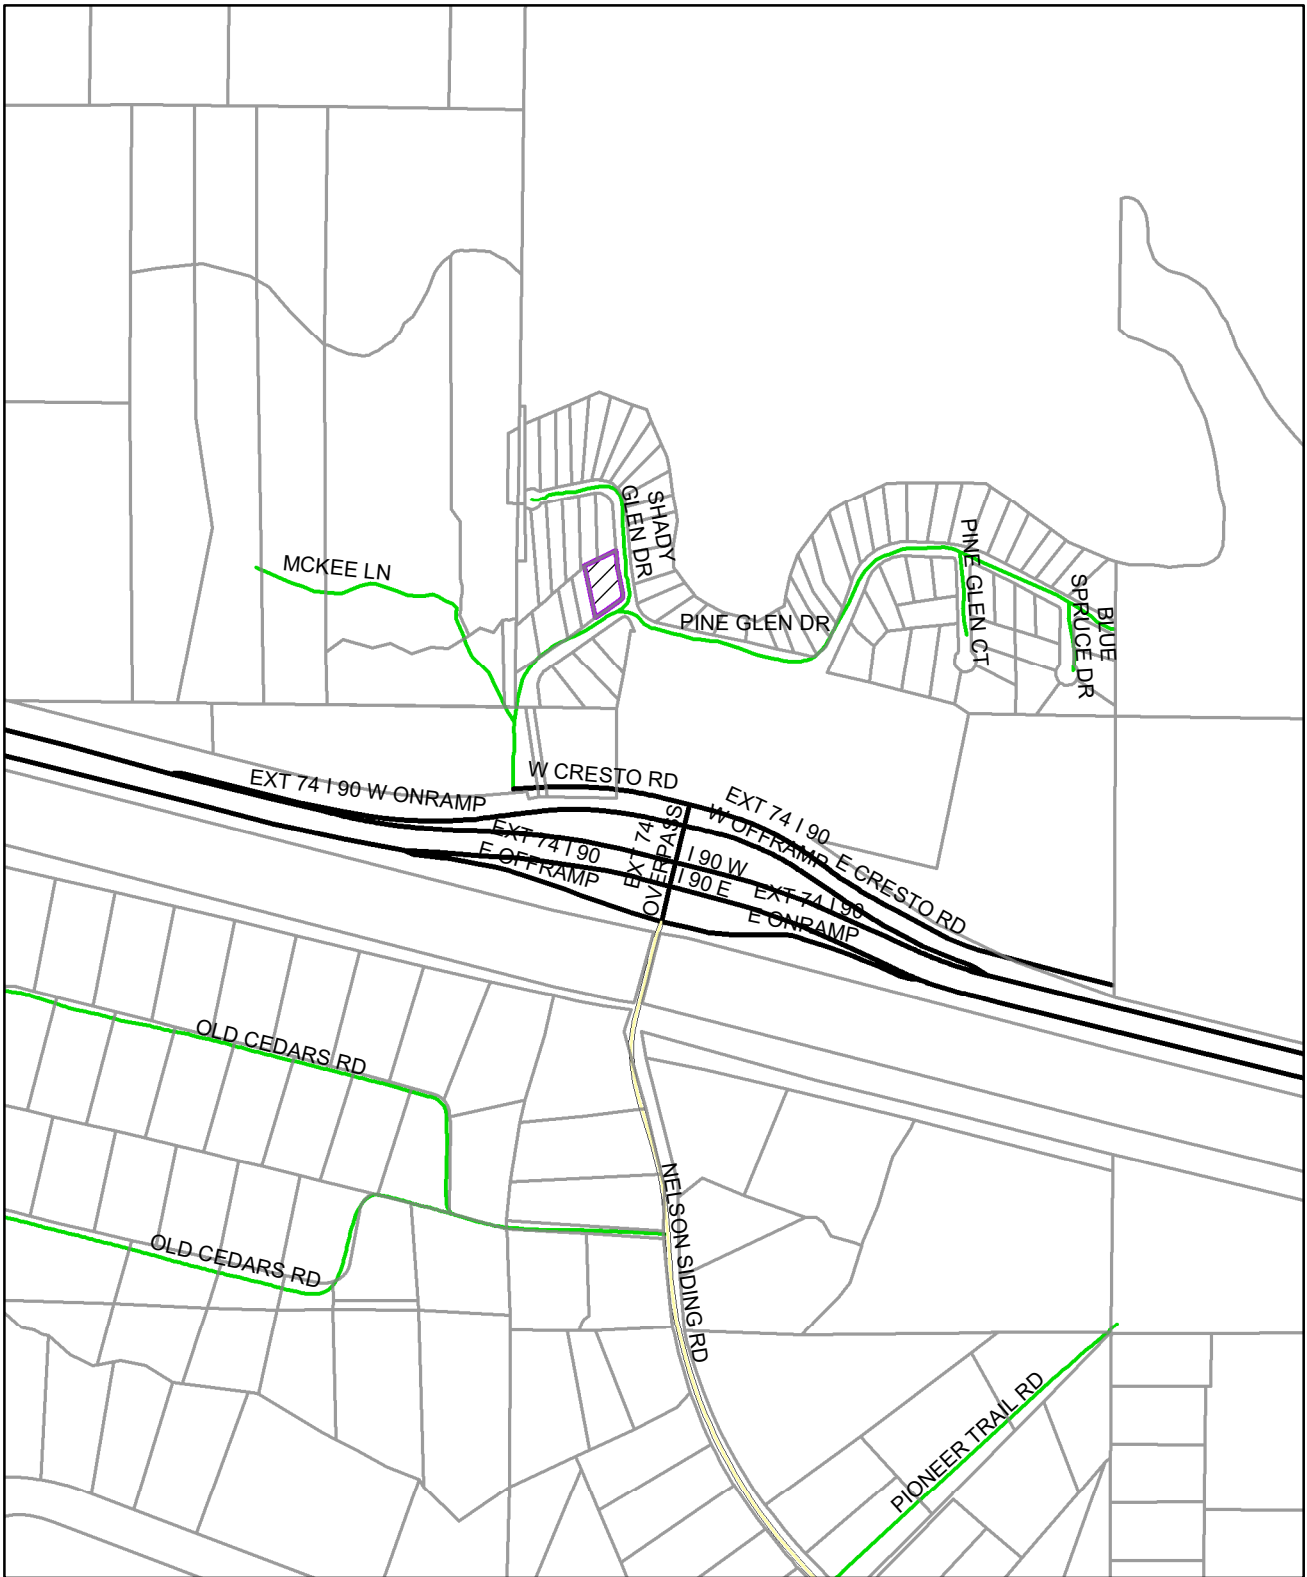 SHADY
GLEN DR
MCKEE LN
PINE GLEN DR
PINE GLEN CT
BLUE
SPRUCE DR
W CRESTO RD
EXT 74 I 90 W ONRAMP
EXT 74 I 90
W OFFRAMP
EXT 74 I 90
E OFFRAMP
EXT 74
OVERPASS
I 90 W
I 90 E
E CRESTO RD
EXT 74 I 90
E ONRAMP
OLD CEDARS RD
NELSON SIDING RD
OLD CEDARS RD
PIONEER TRAIL RD